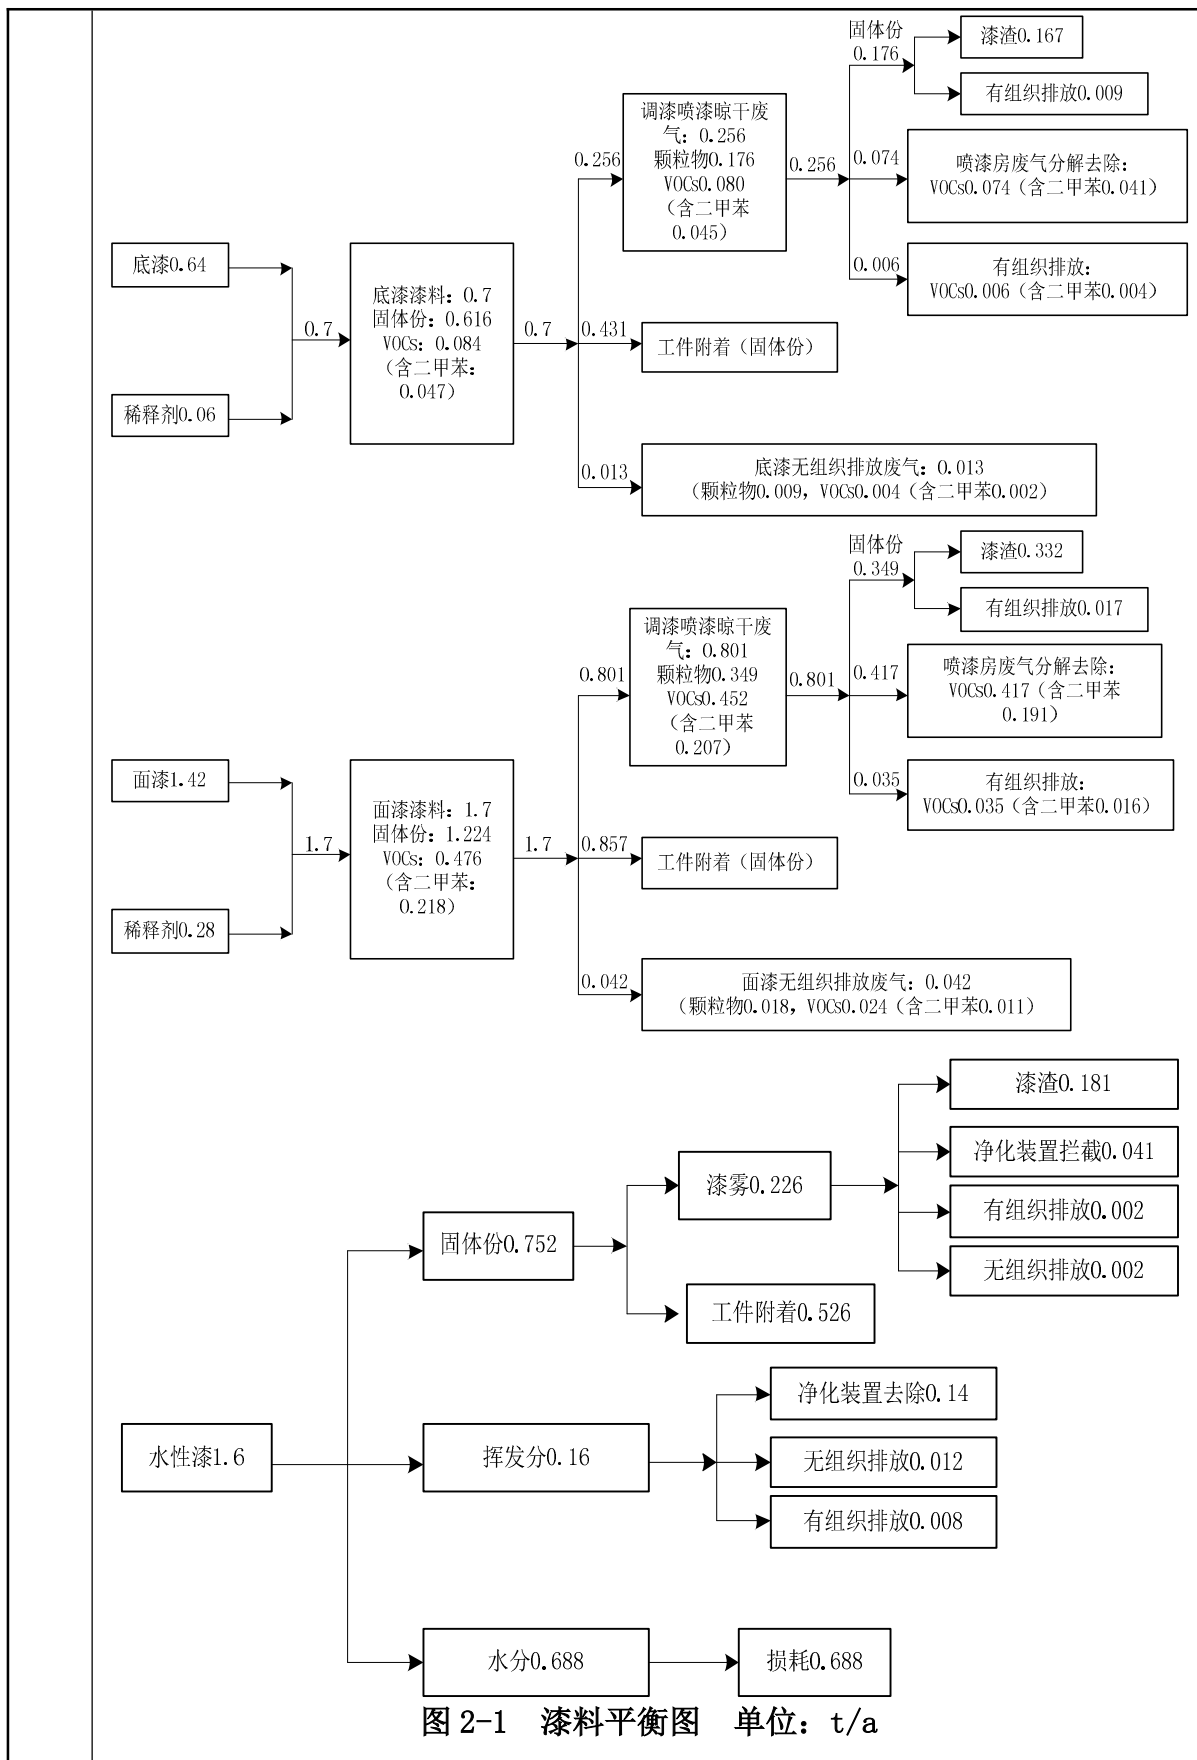 固体份
0.176
漆渣0.167
有组织排放0.009
调漆喷漆晾干废
气：0.256
颗粒物0.176
VOCs0.080
（含二甲苯
0.045）
0.256
0.256
0.074
喷漆房废气分解去除：
VOCs0.074（含二甲苯0.041）
0.006
有组织排放：
VOCs0.006（含二甲苯0.004）
底漆0.64
稀释剂0.06
0.7
底漆漆料：0.7
固体份：0.616
VOCs：0.084
（含二甲苯：
0.047）
0.7
0.431
工件附着（固体份）
0.013
底漆无组织排放废气：0.013
（颗粒物0.009，VOCs0.004（含二甲苯0.002）
固体份
0.349
漆渣0.332
有组织排放0.017
调漆喷漆晾干废
气：0.801
颗粒物0.349
VOCs0.452
（含二甲苯
0.207）
0.801
0.801
0.417
喷漆房废气分解去除：
VOCs0.417（含二甲苯
0.191）
0.035
有组织排放：
VOCs0.035（含二甲苯0.016）
面漆1.42
稀释剂0.28
1.7
面漆漆料：1.7
固体份：1.224
VOCs：0.476
（含二甲苯：
0.218）
1.7
0.857
工件附着（固体份）
0.042
面漆无组织排放废气：0.042
（颗粒物0.018，VOCs0.024（含二甲苯0.011）
漆渣0.181
净化装置拦截0.041
漆雾0.226
有组织排放0.002
固体份0.752
无组织排放0.002
工件附着0.526
净化装置去除0.14
水性漆1.6
挥发分0.16
无组织排放0.012
有组织排放0.008
水分0.688
损耗0.688
图 2-1 漆料平衡图 单位：t/a